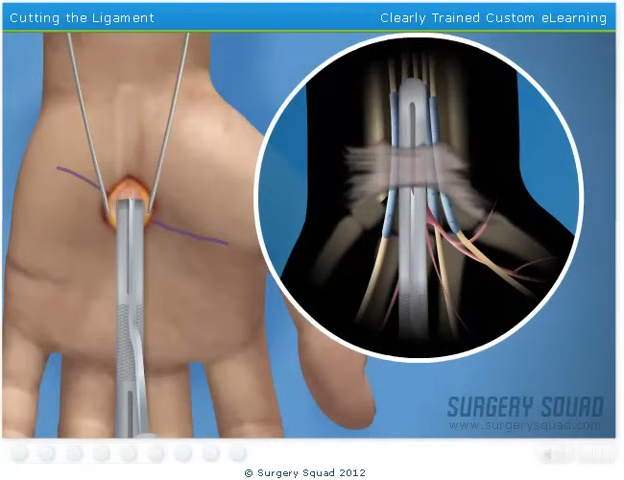 Cutting the Ligament
Clearly Trained Custom eLearning
SURGERY SQUAD
www.surgerysquad.com
© Surgery Squad 2012